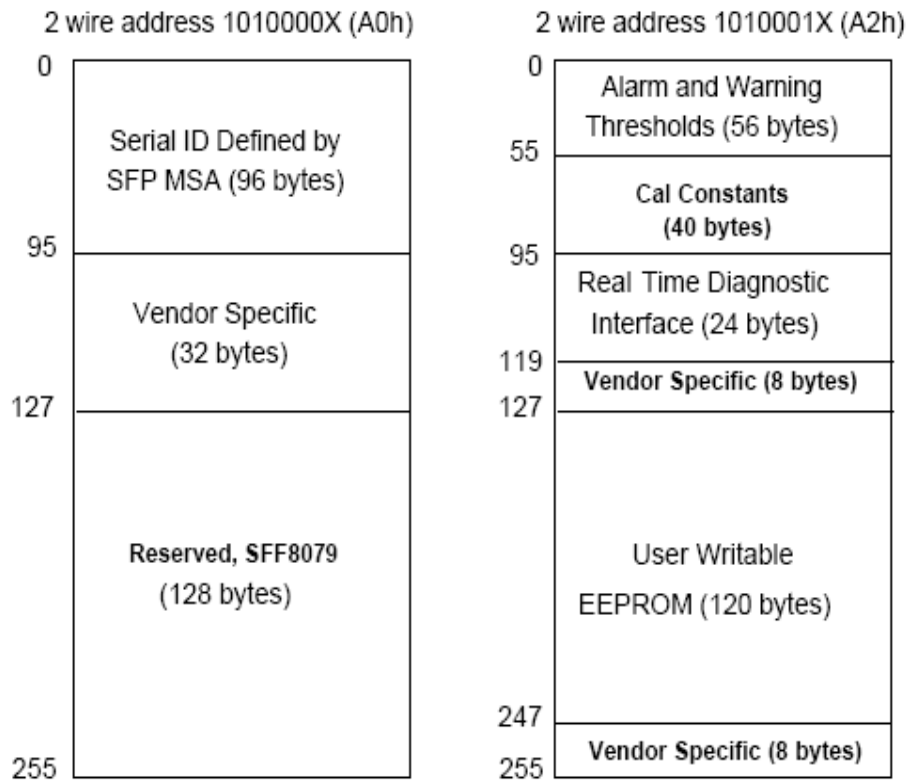 2 wire address 1010000X (A0h)
0
Serial ID Defined by
SFP MSA (96 bytes)
95
Vendor Specific
(32 bytes)
127
Reserved, SFF8079
(128 bytes)
255
2 wire address 1010001X (A2h)
0
Alarm and Warning
Thresholds (56 bytes)
55
Cal Constants
(40 bytes)
95
Real Time Diagnostic
Interface (24 bytes)
119
Vendor Specific (8 bytes)
127
User Writable
EEPROM (120 bytes)
247
Vendor Specific (8 bytes)
255